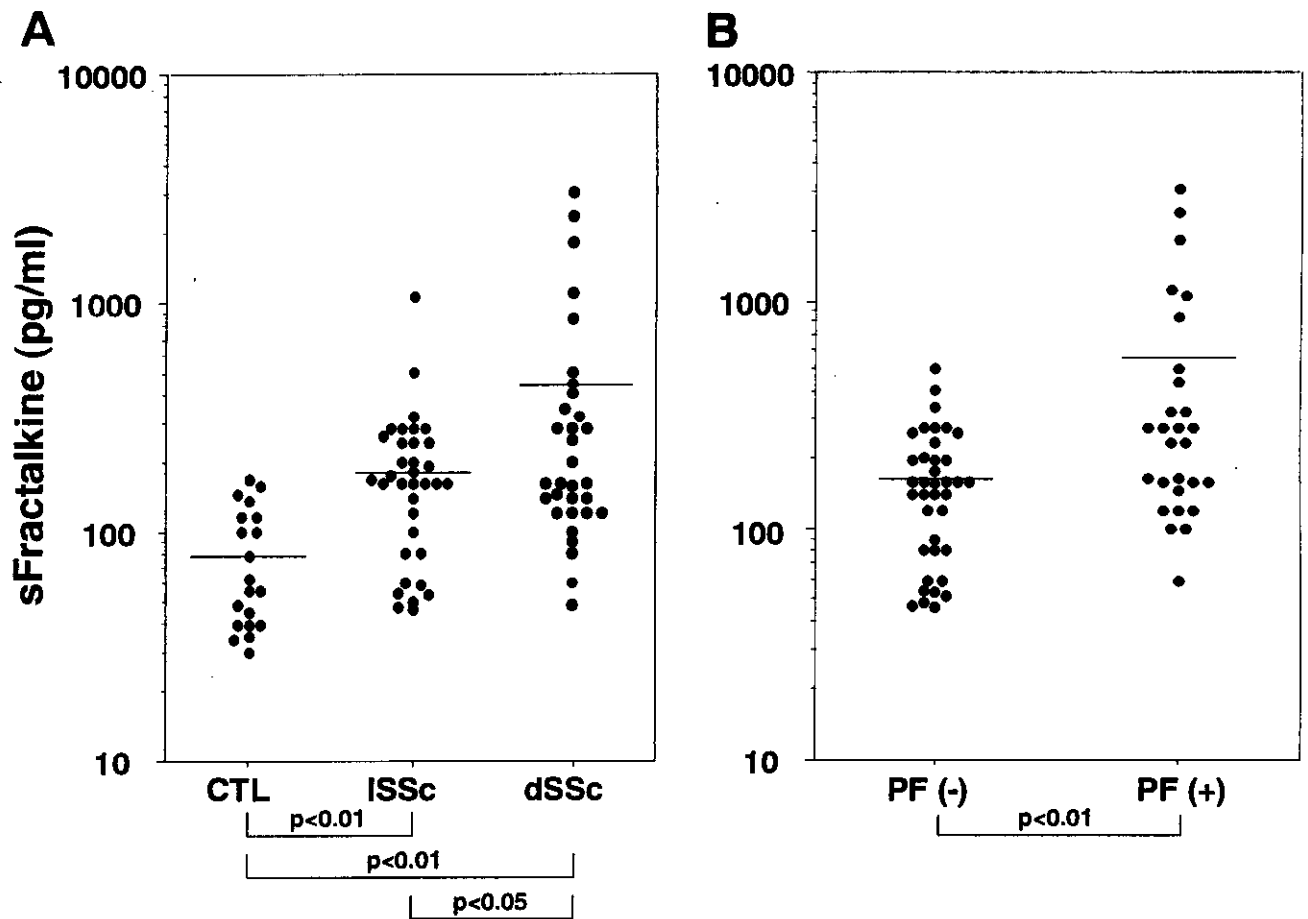 A
10000
1000
100
10
sFractalkine (pg/ml)
CTL lSSc dSSc
p<0.01
p<0.01
p<0.05
B
10000
1000
100
10
PF (-) PF (+)
p<0.01